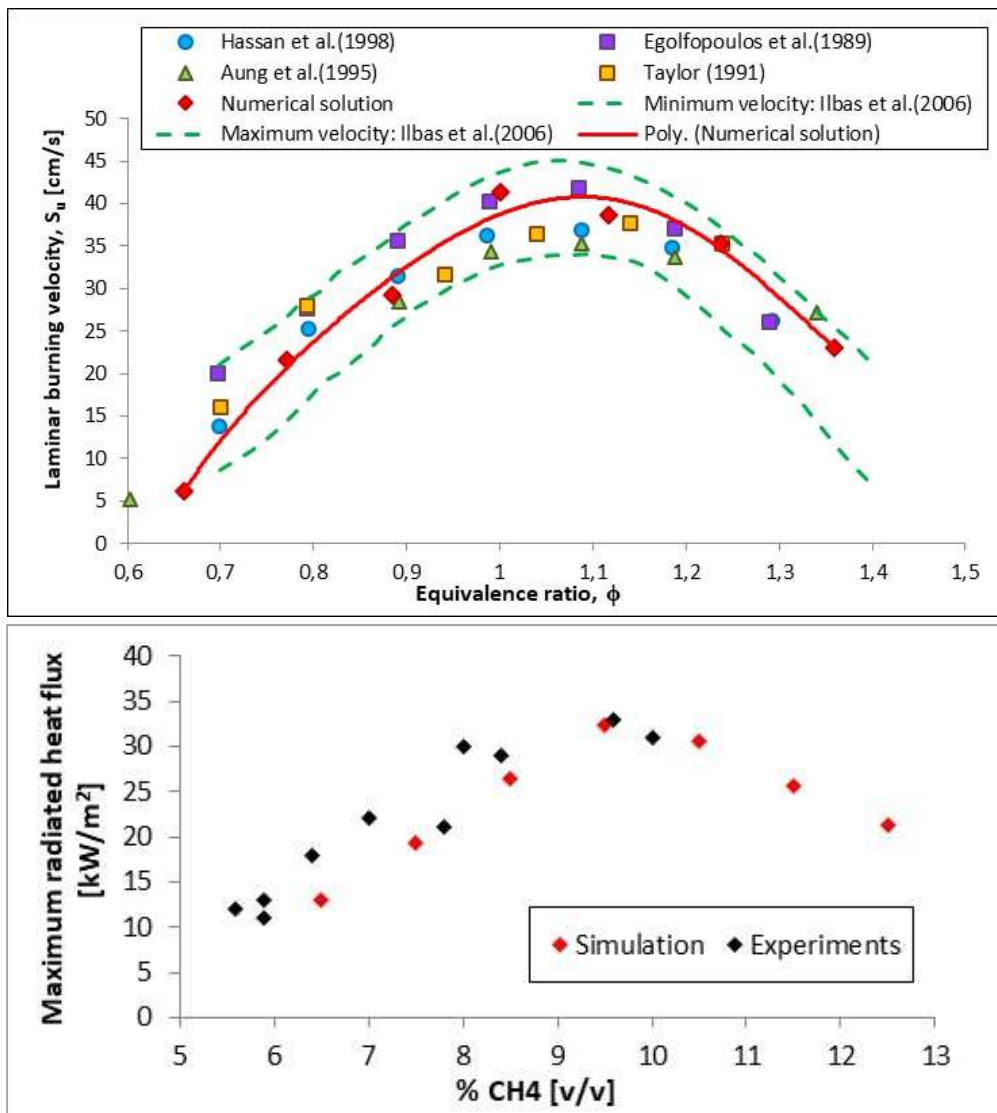 Hassan et al.(1998) Egolfopoulos et al.(1989)
Aung et al.(1995) Taylor (1991)
Numerical solution Minimum velocity: Ilbas et al.(2006)
Maximum velocity: Ilbas et al.(2006) Poly. (Numerical solution)
Laminar burning velocity, Su [cm/s]
50
45
40
35
30
25
20
15
10
5
0
0,6 0,7 0,8 0,9 1 1,1 1,2 1,3 1,4 1,5
Equivalence ratio, ϕ
Maximum radiated heat flux
[kW/m²]
40
35
30
25
20
15
10
5
0
Simulation Experiments
5 6 7 8 9 10 11 12 13
% CH4 [v/v]